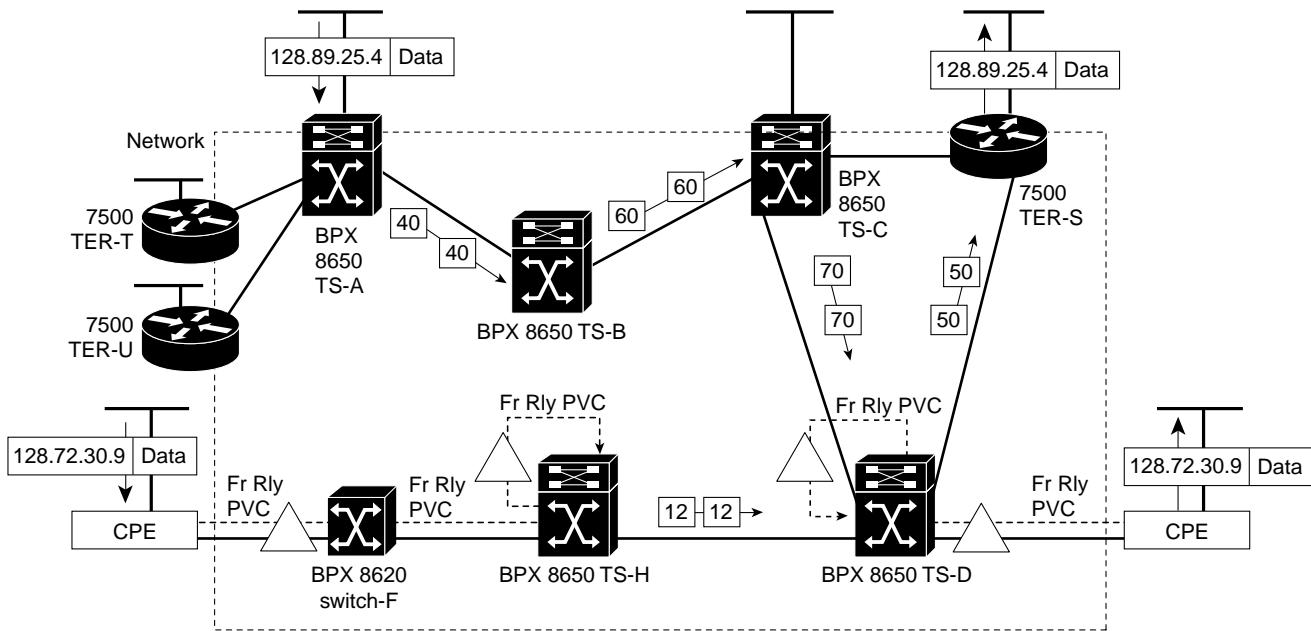 128.89.25.4 Data
128.89.25.4 Data
Network
7500
TER-T
BPX
8650
TS-A
40
40
60
60
BPX
8650
TS-C
7500
TER-S
7500
TER-U
BPX 8650 TS-B
70
70
50
50
128.72.30.9 Data
Fr Rly PVC
Fr Rly PVC
128.72.30.9 Data
Fr Rly
PVC
Fr Rly
PVC
12 12
Fr Rly
PVC
CPE
CPE
BPX 8620
switch-F
BPX 8650 TS-H
BPX 8650 TS-D